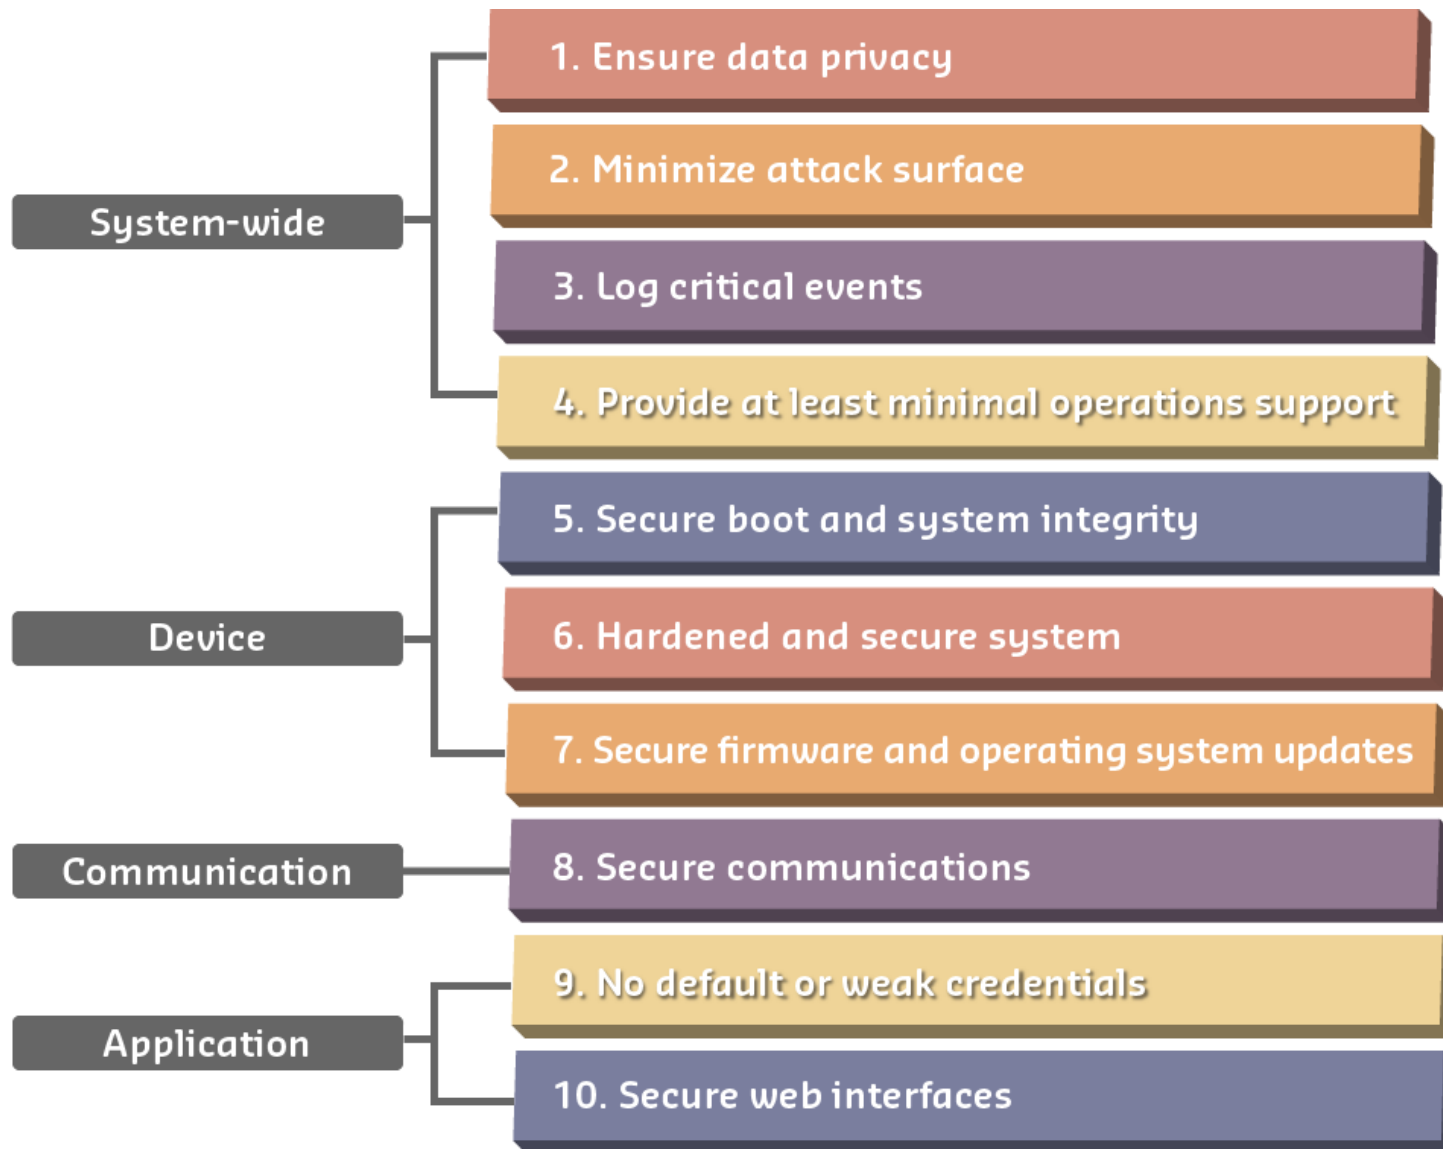 System-wide
1. Ensure data privacy
2. Minimize attack surface
3. Log critical events
4. Provide at least minimal operations support
Device
5. Secure boot and system integrity
6. Hardened and secure system
7. Secure firmware and operating system updates
Communication
8. Secure communications
Application
9. No default or weak credentials
10. Secure web interfaces